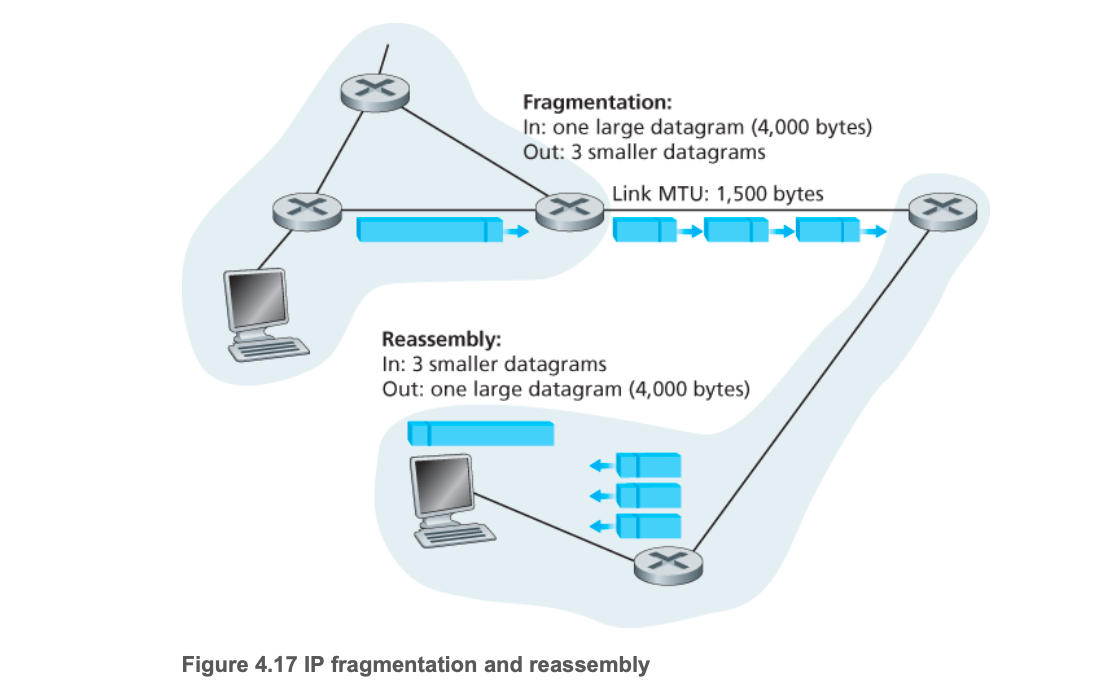 Fragmentation:
In: one large datagram (4,000 bytes)
Out: 3 smaller datagrams
Link MTU: 1,500 bytes
Reassembly:
In: 3 smaller datagrams
Out: one large datagram (4,000 bytes)
Figure 4.17 IP fragmentation and reassembly